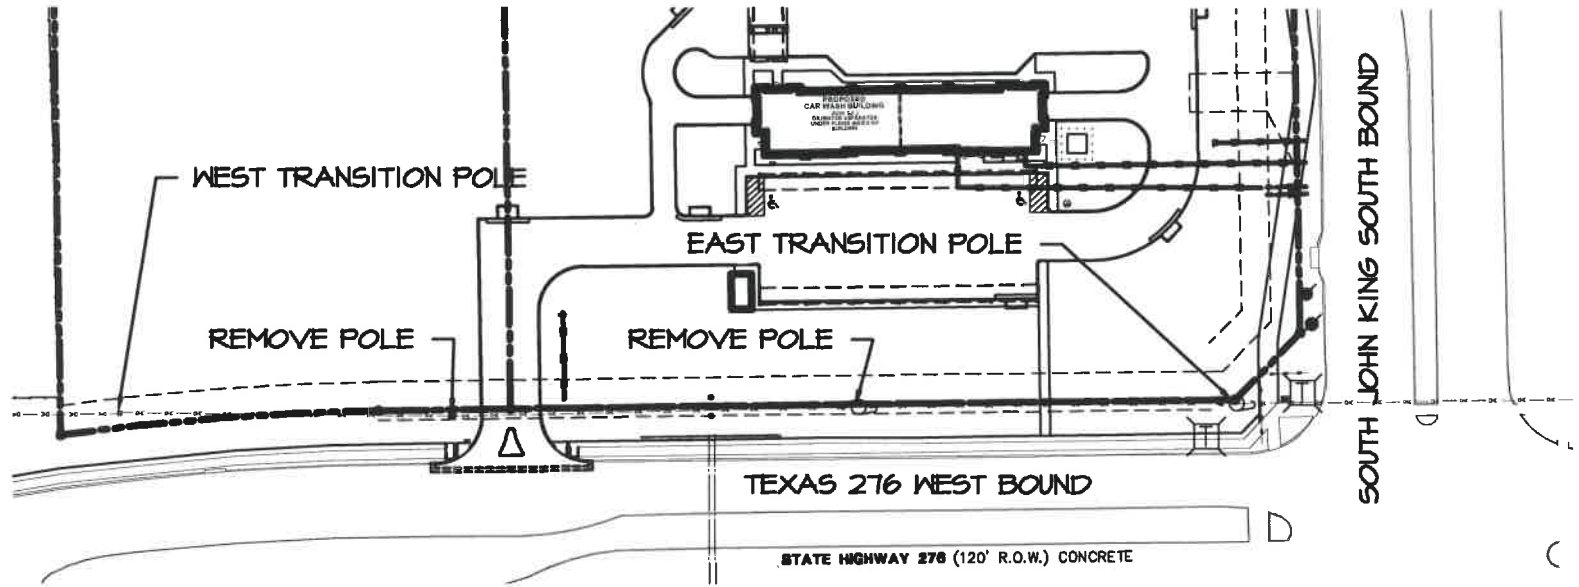 PROPOSED
CAR WASH BUILDING
BUILDING
WEST TRANSITION POLE
EAST TRANSITION POLE
REMOVE POLE
REMOVE POLE
SOUTH JOHN KING SOUTH BOUND
TEXAS 276 WEST BOUND
STATE HIGHWAY 276 (120' R.O.W.) CONCRETE